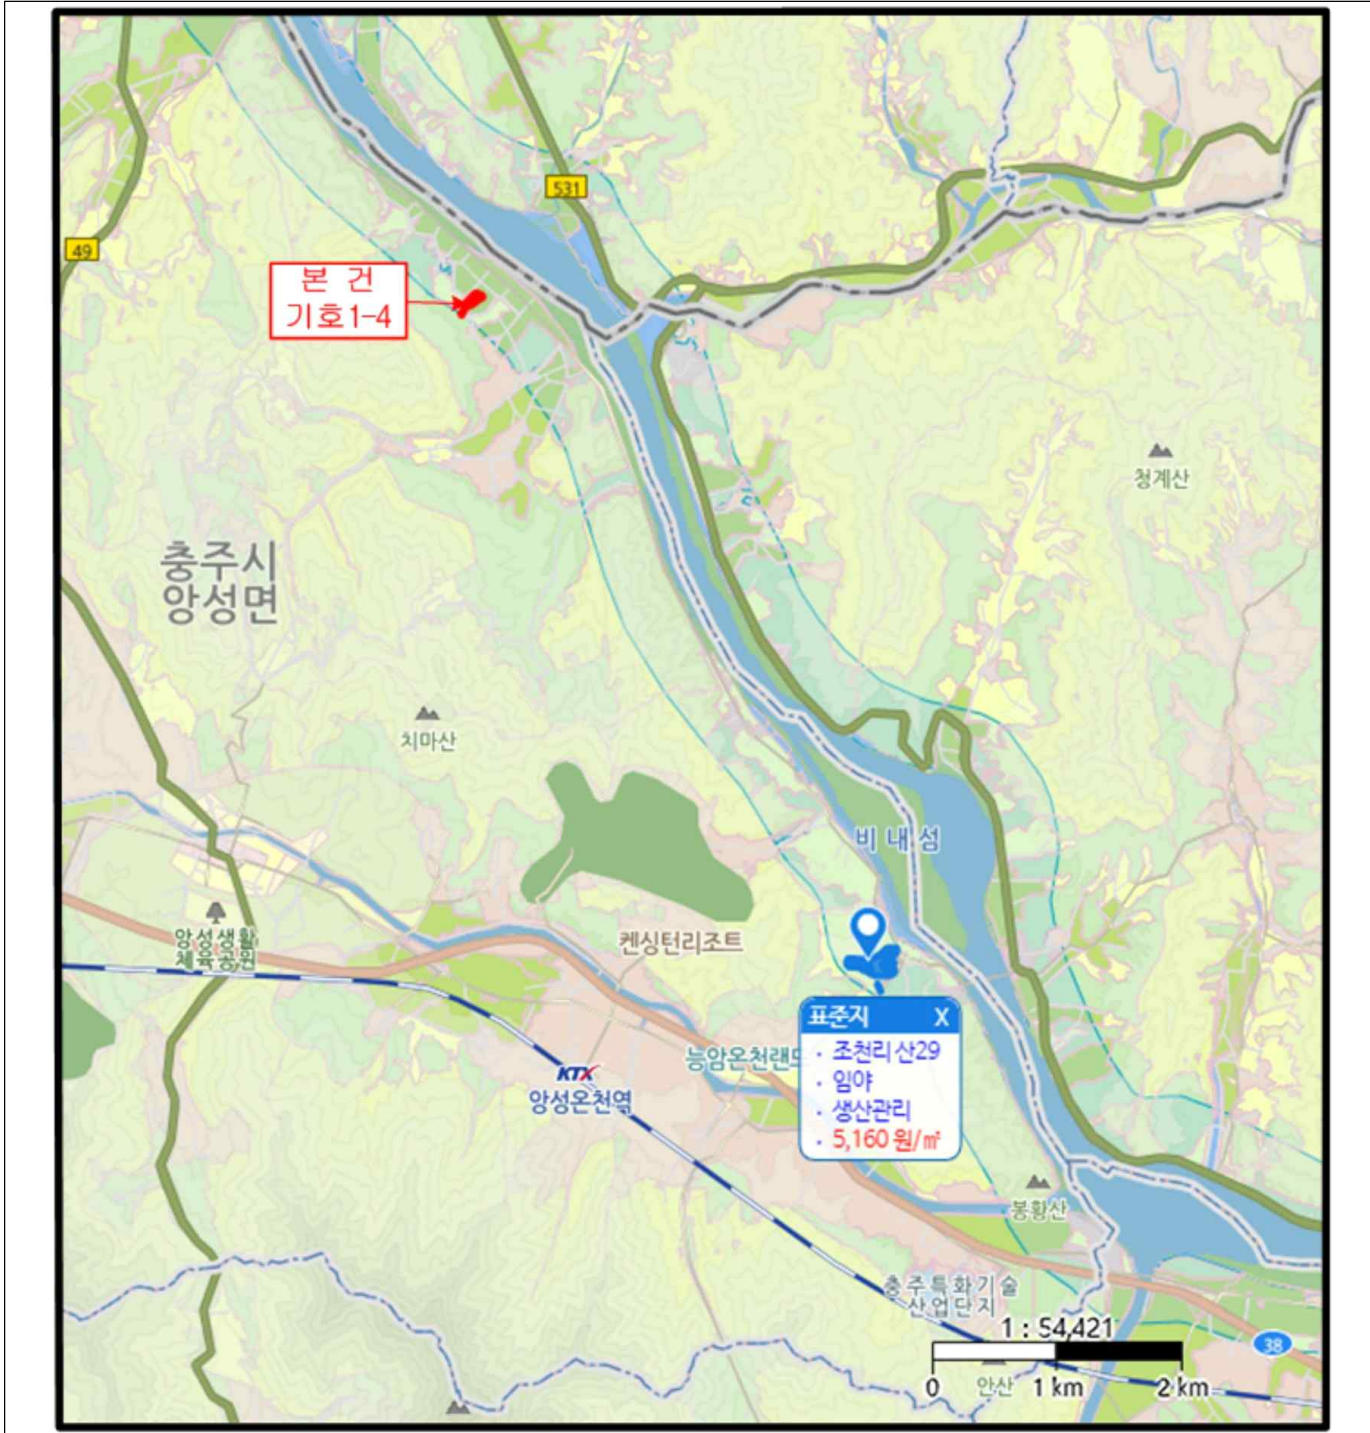 531
49
본 건
기호1-4
청계산
충주시
앙성면
치마산
비내섬
앙성생활
체육공원
켄싱턴리조트
표준지 X
· 조천리 산29
· 임야
· 생산관리
· 5,160 원/㎡
능암온천랜드
KTX
앙성온천역
봉황산
충주특화기술
산업단지
1 : 54,421
38
0 안산 1 km 2 km